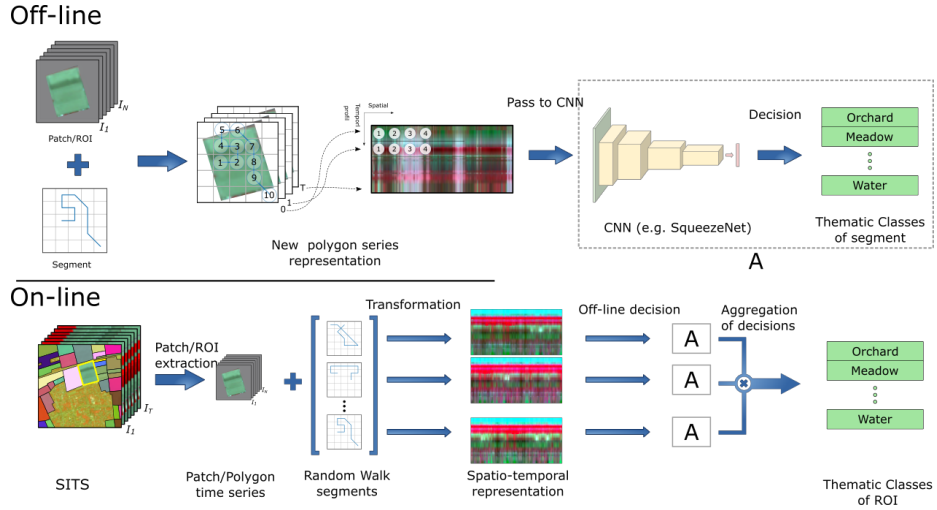 Off-line
I_N
I_1
Patch/ROI
Segment
5 6
4 3 7
1 2 8
9
10
T
1
0
Spatial
Temporal
profile
1 2 3 4
1 2 3 4
New polygon series
representation
Pass to CNN
CNN (e.g. SqueezeNet)
Decision
Orchard
Meadow
Water
Thematic Classes
of segment
A
On-line
I_T
I_1
SITS
Patch/ROI
extraction
I_1
Patch/Polygon
time series
Random Walk
segments
Transformation
Spatio-temporal
representation
Off-line decision
A
A
A
Aggregation
of decisions
Orchard
Meadow
Water
Thematic Classes
of ROI